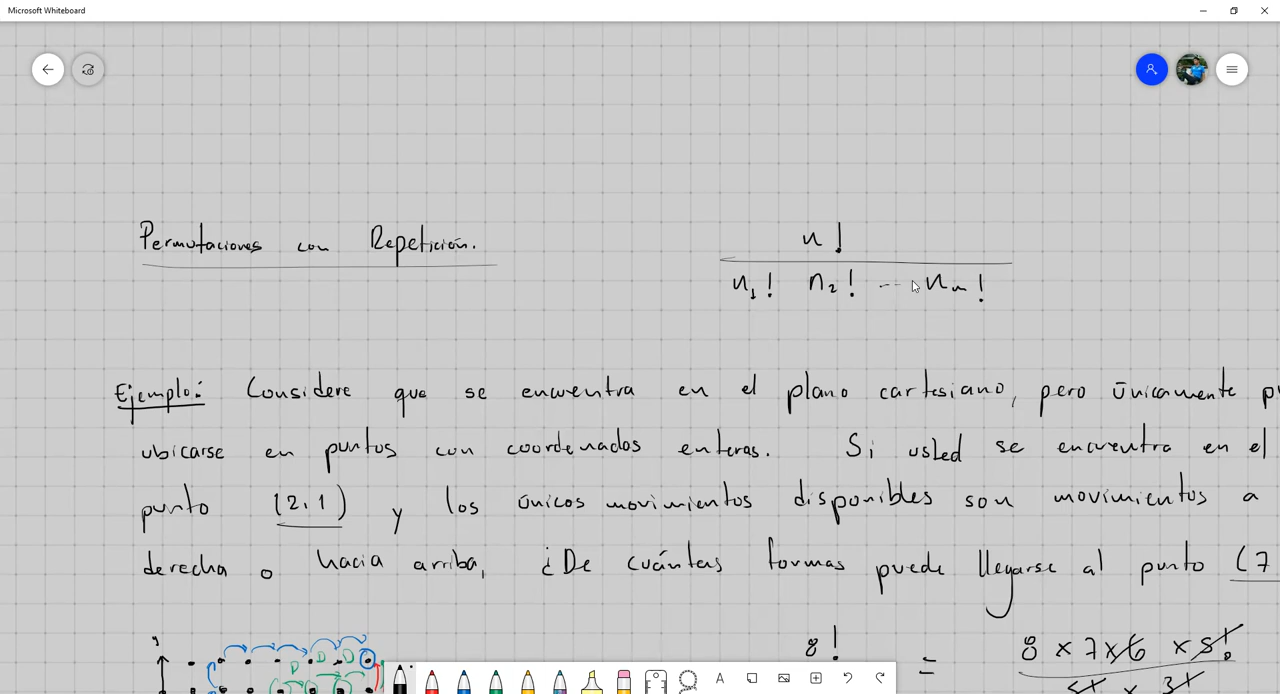 Microsoft Whiteboard
Permutaciones con Repetición.
n!
n₁! n₂! ... nₘ!
Ejemplo: Considere que se encuentra en el plano cartesiano, pero únicamente
ubicarse en puntos con coordenadas enteras. Si usted se encuentra en el
punto (2,1) y los únicos movimientos disponibles son movimientos a
derecha o hacia arriba, ¿De cuántas formas puede llegarse al punto (7
y
D D D
8! = 8 x 7 x 6 x 5!